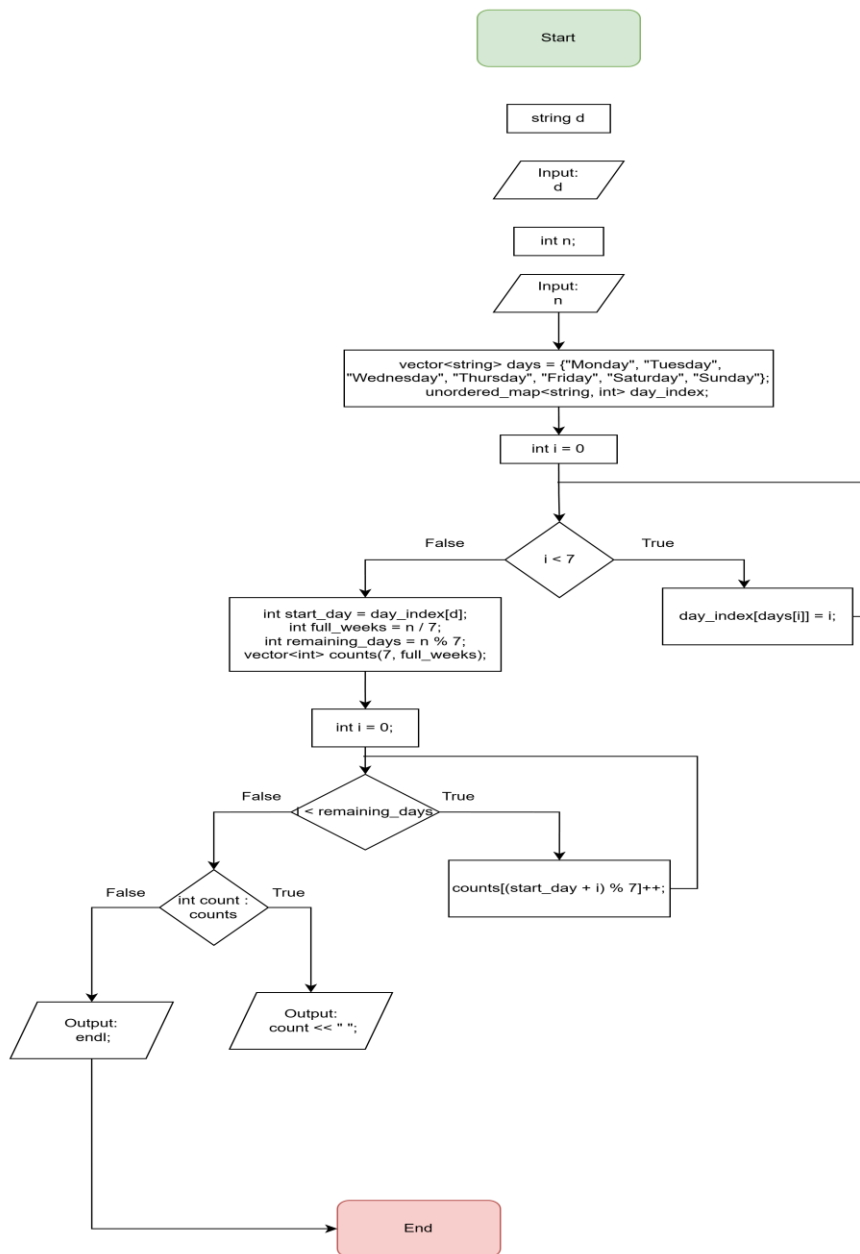 Start
string d
Input:
d
int n;
Input:
n
vector<string> days = {"Monday", "Tuesday",
"Wednesday", "Thursday", "Friday", "Saturday", "Sunday"};
unordered_map<string, int> day_index;
int i = 0
False
i < 7
True
int start_day = day_index[d];
int full_weeks = n / 7;
int remaining_days = n % 7;
vector<int> counts(7, full_weeks);
day_index[days[i]] = i;
int i = 0;
False
i < remaining_days
True
counts[(start_day + i) % 7]++;
False
int count :
counts
True
Output:
endl;
Output:
count << " ";
End